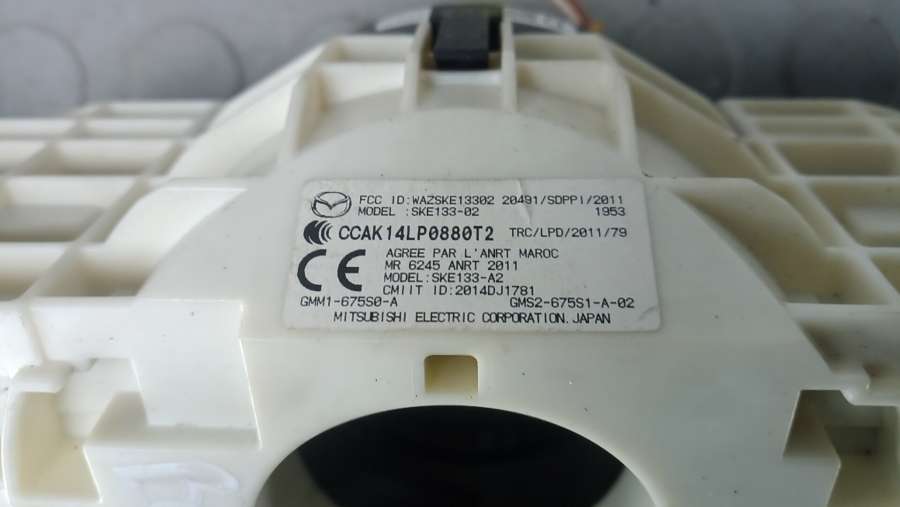 FCC ID:WAZSKE13302 20491/SDPPI/2011
MODEL :SKE133-02 1953
CCAK14LP0880T2 TRC/LPD/2011/79
CE AGREE PAR L'ANRT MAROC
MR 6245 ANRT 2011
MODEL:SKE133-A2
CMIIT ID:2014DJ1781
GMM1-675S0-A GMS2-675S1-A-02
MITSUBISHI ELECTRIC CORPORATION.JAPAN